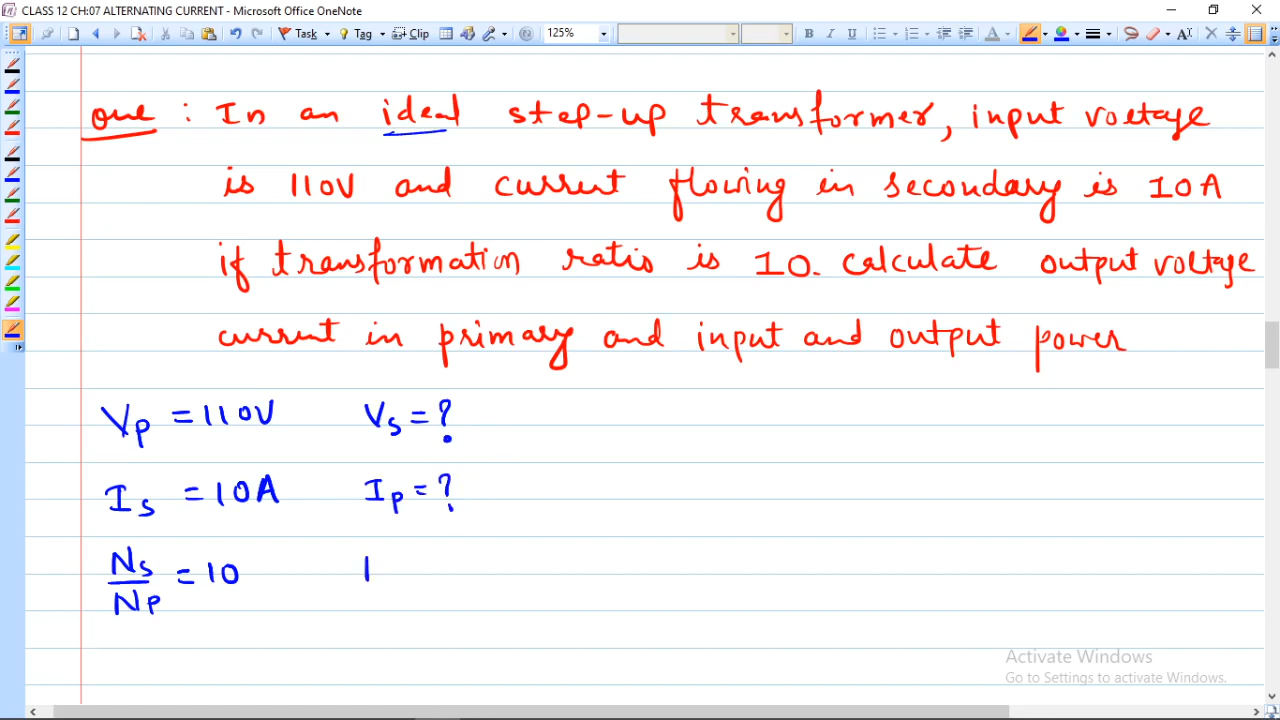 CLASS 12 CH:07 ALTERNATING CURRENT - Microsoft Office OneNote
Task Tag Clip 125% B I U A
Que : In an ideal step-up transformer, input voltage
is 110V and current flowing in secondary is 10A
if transformation ratio is 10. calculate output voltage
current in primary and input and output power
Vp = 110V Vs = ?
Is = 10A Ip = ?
Ns/Np = 10
Activate Windows
Go to Settings to activate Windows.